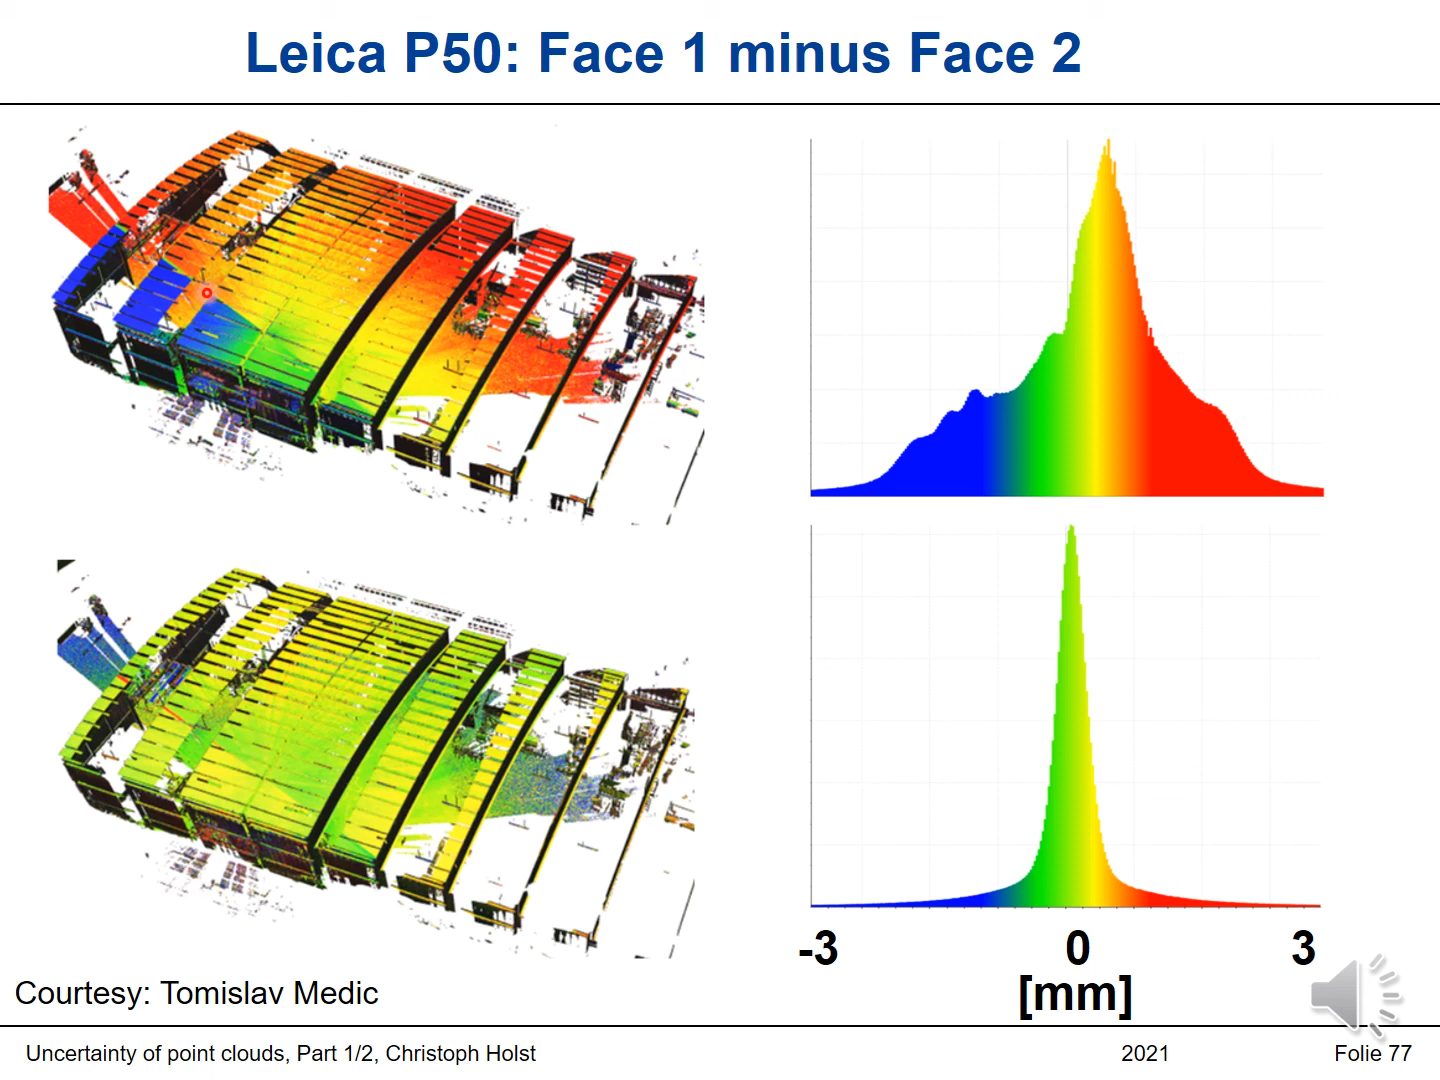 Leica P50: Face 1 minus Face 2
-3 0 3
[mm]
Courtesy: Tomislav Medic
Uncertainty of point clouds, Part 1/2, Christoph Holst 2021 Folie 77